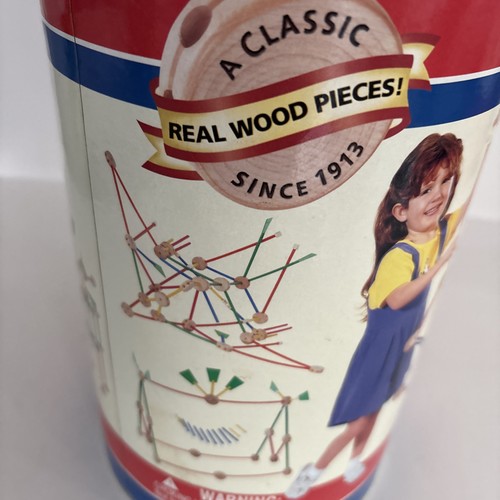 A CLASSIC
REAL WOOD PIECES!
SINCE 1913
WARNING: